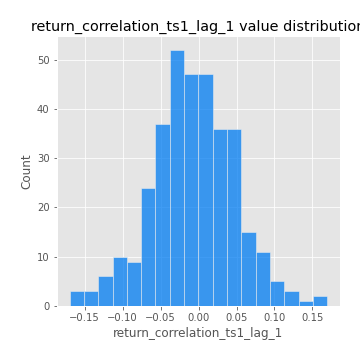 return_correlation_ts1_lag_1 value distribution
50
40
30
20
10
0
Count
−0.15 −0.10 −0.05 0.00 0.05 0.10 0.15
return_correlation_ts1_lag_1